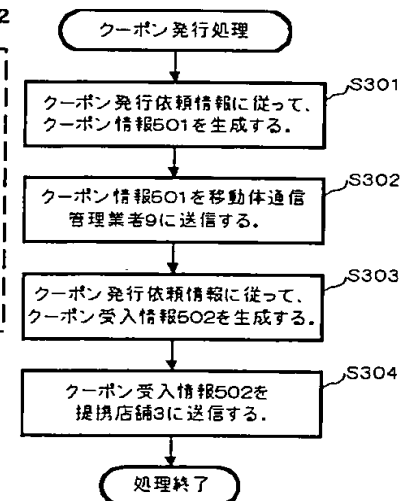 2
クーポン発行処理
S301
クーポン発行依頼情報に従って、
クーポン情報501を生成する。
S302
クーポン情報501を移動体通信
管理業者9に送信する。
S303
クーポン発行依頼情報に従って、
クーポン受入情報502を生成する。
S304
クーポン受入情報502を
提携店舗3に送信する。
処理終了